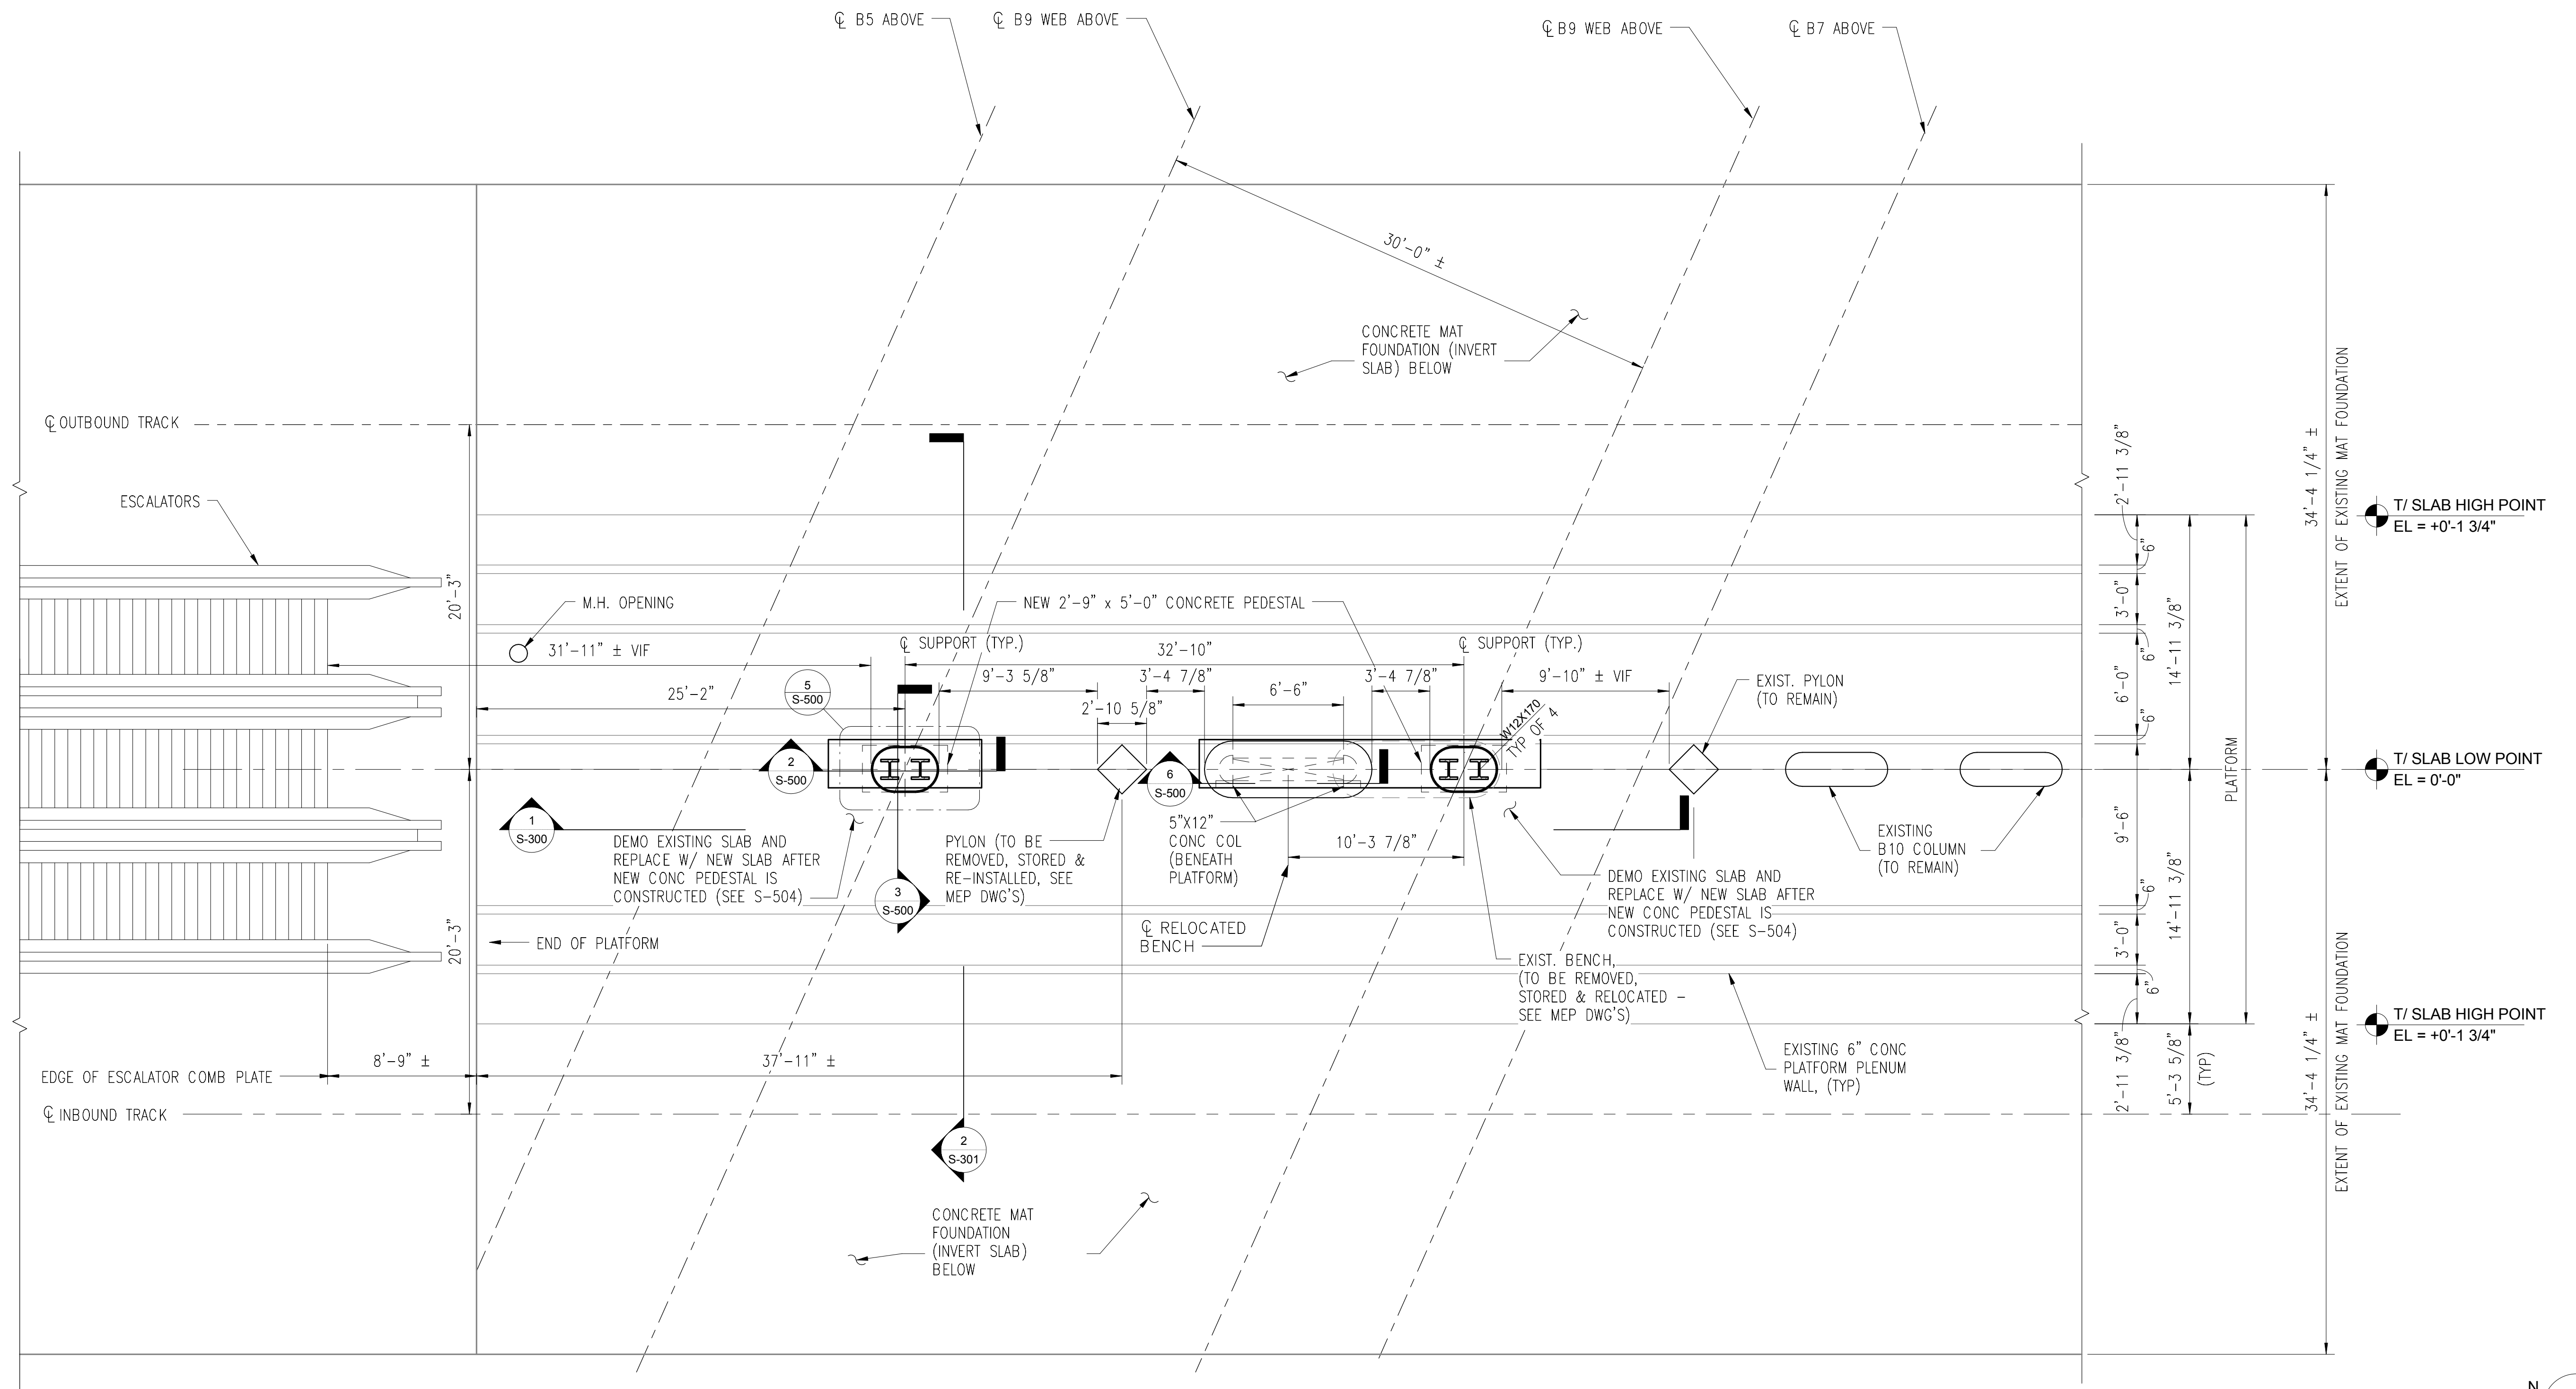 ℄ B5 ABOVE
℄ B9 WEB ABOVE
℄ B9 WEB ABOVE
℄ B7 ABOVE
30'-0" ±
CONCRETE MAT
FOUNDATION (INVERT
SLAB) BELOW
℄ OUTBOUND TRACK
ESCALATORS
20'-3"
M.H. OPENING
31'-11" ± VIF
NEW 2'-9" x 5'-0" CONCRETE PEDESTAL
℄ SUPPORT (TYP.)
32'-10"
℄ SUPPORT (TYP.)
25'-2"
5
S-500
9'-3 5/8"
3'-4 7/8"
6'-6"
3'-4 7/8"
9'-10" ± VIF
2'-10 5/8"
W12X170
TYP OF 4
EXIST. PYLON
(TO REMAIN)
2
S-500
6
S-500
1
S-300
DEMO EXISTING SLAB AND
REPLACE W/ NEW SLAB AFTER
NEW CONC PEDESTAL IS
CONSTRUCTED (SEE S-504)
3
S-500
PYLON (TO BE
REMOVED, STORED &
RE-INSTALLED, SEE
MEP DWG'S)
5"X12"
CONC COL
(BENEATH
PLATFORM)
10'-3 7/8"
DEMO EXISTING SLAB AND
REPLACE W/ NEW SLAB AFTER
NEW CONC PEDESTAL IS
CONSTRUCTED (SEE S-504)
EXISTING
B10 COLUMN
(TO REMAIN)
℄ RELOCATED
BENCH
END OF PLATFORM
20'-3"
EXIST. BENCH,
(TO BE REMOVED,
STORED & RELOCATED -
SEE MEP DWG'S)
EXISTING 6" CONC
PLATFORM PLENUM
WALL, (TYP)
EDGE OF ESCALATOR COMB PLATE
8'-9" ±
37'-11" ±
℄ INBOUND TRACK
2
S-301
CONCRETE MAT
FOUNDATION
(INVERT SLAB)
BELOW
2'-11 3/8"
6"
3'-0"
6"
6'-0"
6"
9'-6"
6"
3'-0"
6"
2'-11 3/8"
14'-11 3/8"
14'-11 3/8"
5'-3 5/8"
(TYP)
PLATFORM
34'-4 1/4" ±
EXTENT OF EXISTING MAT FOUNDATION
34'-4 1/4" ±
EXTENT OF EXISTING MAT FOUNDATION
T/ SLAB HIGH POINT
EL = +0'-1 3/4"
T/ SLAB LOW POINT
EL = 0'-0"
T/ SLAB HIGH POINT
EL = +0'-1 3/4"
N